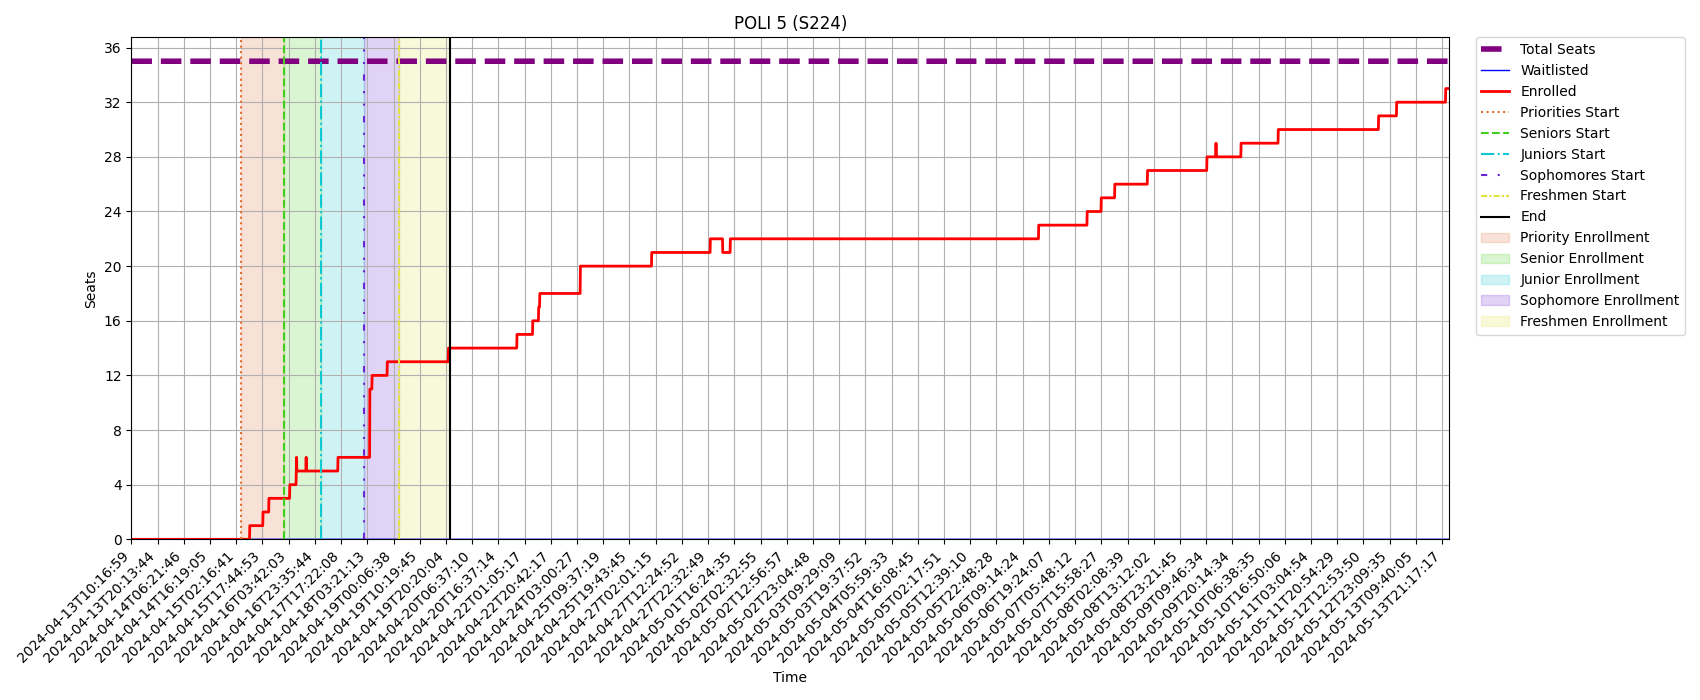 POLI 5 (S224)
36
32
28
24
20
16
12
8
4
0
Seats
2024-04-13T10:16:59
2024-04-13T20:13:44
2024-04-14T06:21:46
2024-04-14T16:19:05
2024-04-15T02:16:41
2024-04-15T17:44:53
2024-04-16T03:42:03
2024-04-16T23:35:44
2024-04-17T17:22:08
2024-04-18T03:21:13
2024-04-19T00:06:38
2024-04-19T10:19:45
2024-04-19T20:20:04
2024-04-20T06:37:10
2024-04-20T16:37:14
2024-04-22T01:05:17
2024-04-22T20:42:17
2024-04-24T03:00:27
2024-04-25T09:37:19
2024-04-25T19:43:45
2024-04-27T02:01:15
2024-04-27T12:24:52
2024-04-27T22:32:49
2024-05-01T16:24:35
2024-05-02T02:32:55
2024-05-02T12:56:57
2024-05-02T23:04:48
2024-05-03T09:29:09
2024-05-03T19:37:52
2024-05-04T05:59:33
2024-05-04T16:08:45
2024-05-05T02:17:51
2024-05-05T12:39:10
2024-05-05T22:48:28
2024-05-06T09:14:24
2024-05-06T19:24:07
2024-05-07T05:48:12
2024-05-07T15:58:27
2024-05-08T02:08:39
2024-05-08T13:12:02
2024-05-08T23:21:45
2024-05-09T09:46:34
2024-05-09T20:14:34
2024-05-10T06:38:35
2024-05-10T16:50:06
2024-05-11T03:04:54
2024-05-11T20:54:29
2024-05-12T12:53:50
2024-05-12T23:09:35
2024-05-13T09:40:05
2024-05-13T21:17:17
Time
Total Seats
Waitlisted
Enrolled
Priorities Start
Seniors Start
Juniors Start
Sophomores Start
Freshmen Start
End
Priority Enrollment
Senior Enrollment
Junior Enrollment
Sophomore Enrollment
Freshmen Enrollment